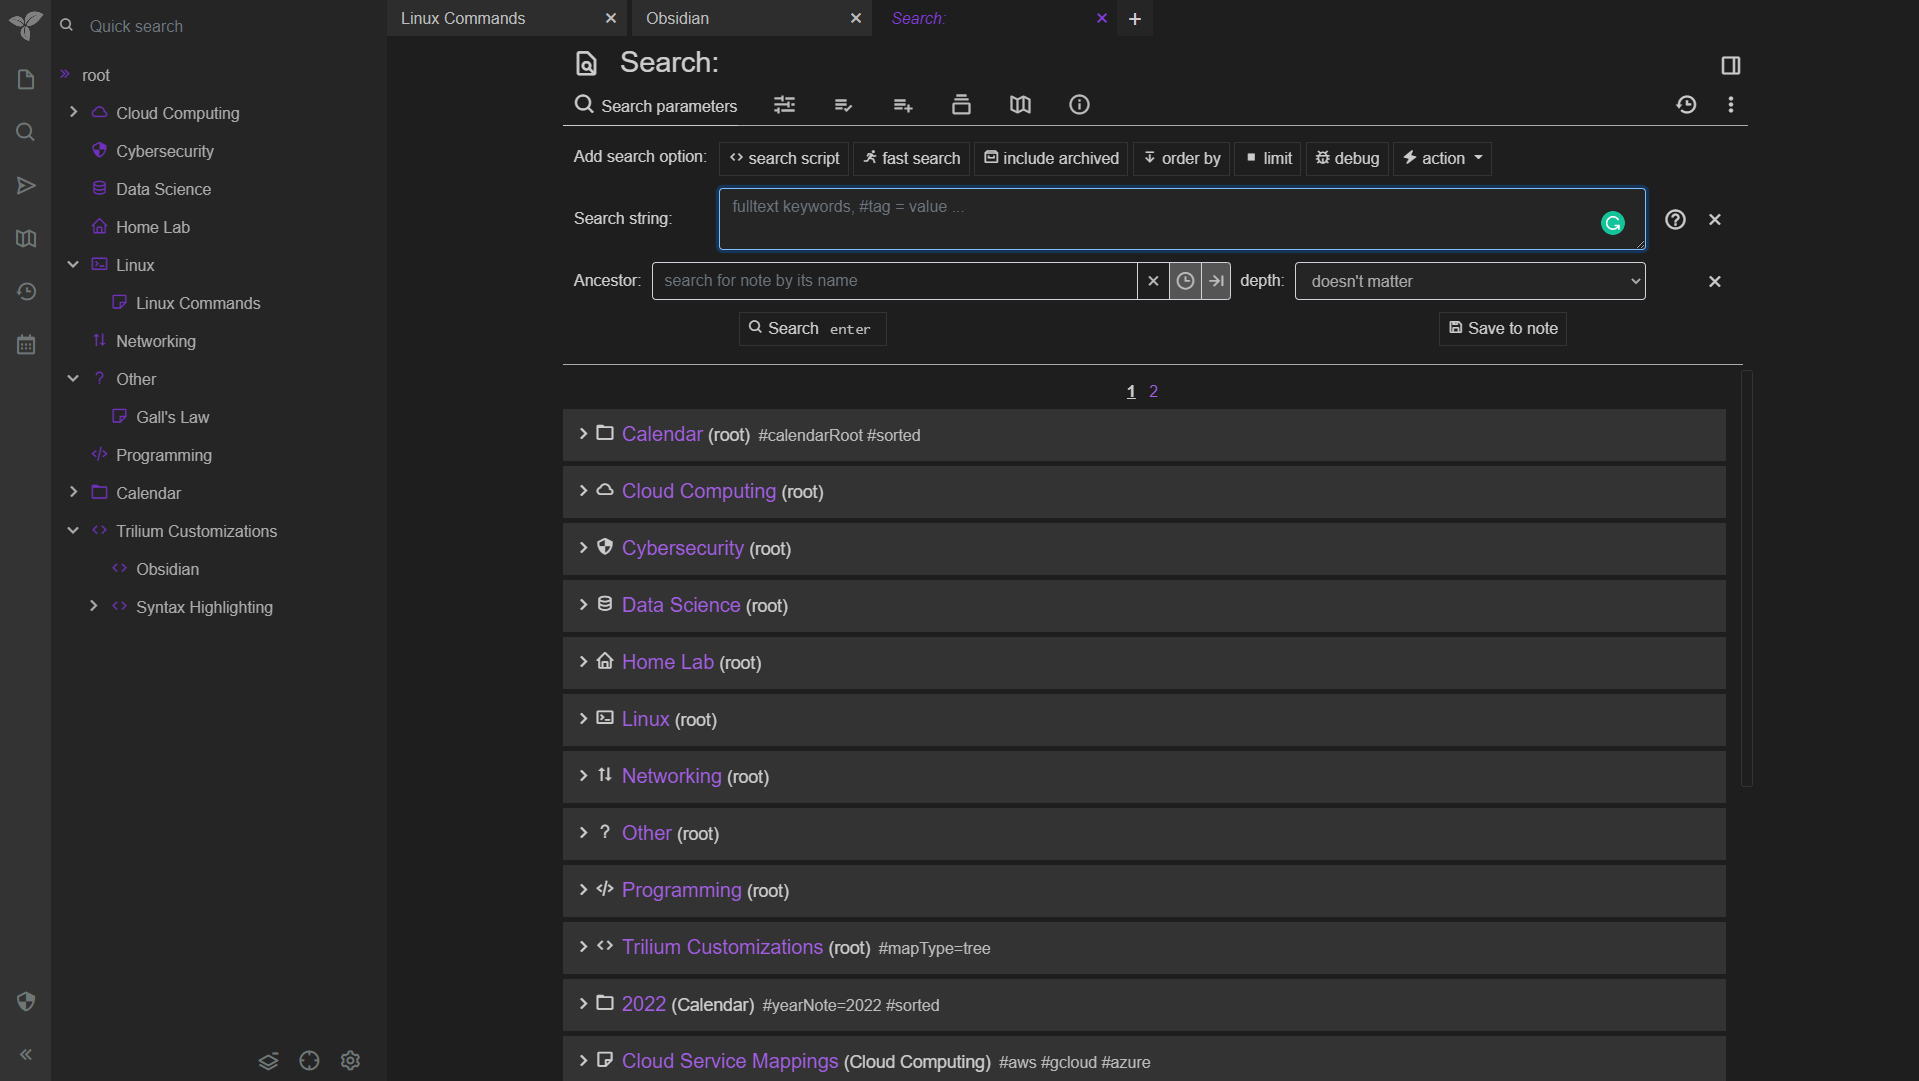 Linux Commands
Obsidian
Search:
Quick search
root
Cloud Computing
Cybersecurity
Data Science
Home Lab
Linux
Linux Commands
Networking
Other
Gall's Law
Programming
Calendar
Trilium Customizations
Obsidian
Syntax Highlighting
Search:
Search parameters
Add search option: search script fast search include archived order by limit debug action
Search string: fulltext keywords, #tag = value ...
Ancestor: search for note by its name depth: doesn't matter
Search enter Save to note
1 2
Calendar (root) #calendarRoot #sorted
Cloud Computing (root)
Cybersecurity (root)
Data Science (root)
Home Lab (root)
Linux (root)
Networking (root)
Other (root)
Programming (root)
Trilium Customizations (root) #mapType=tree
2022 (Calendar) #yearNote=2022 #sorted
Cloud Service Mappings (Cloud Computing) #aws #gcloud #azure